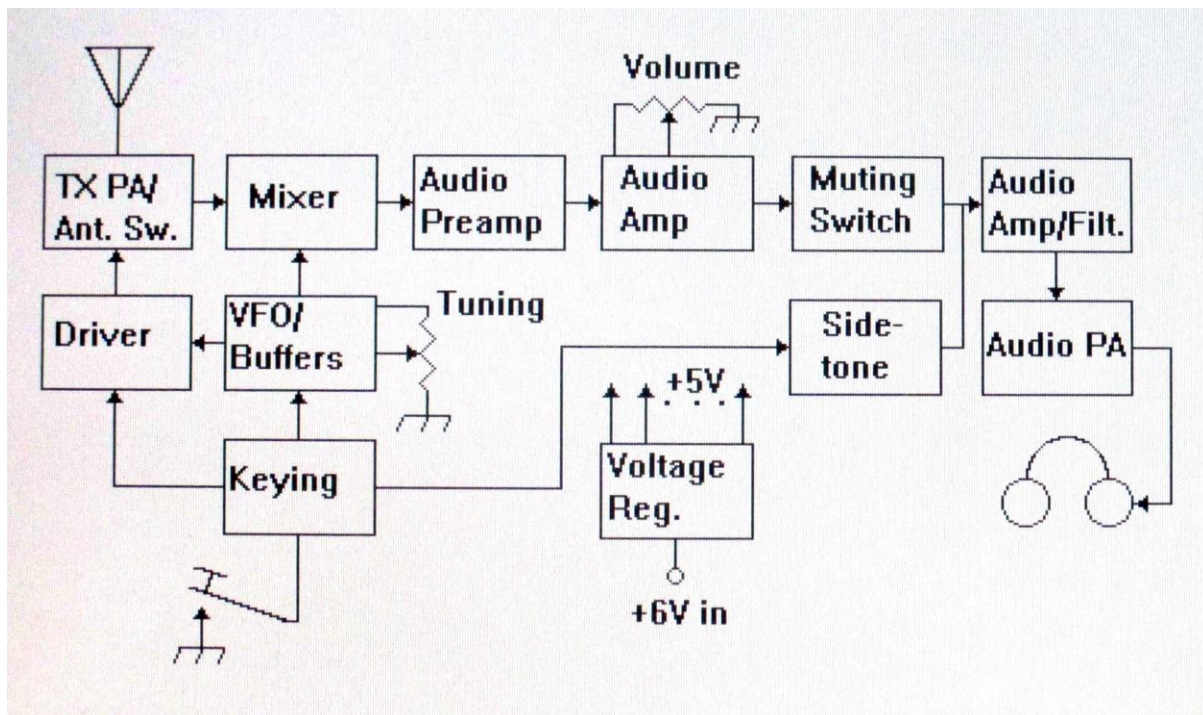 Volume
TX PA/
Ant. Sw.
Mixer
Audio
Preamp
Audio
Amp
Muting
Switch
Audio
Amp/Filt.
Driver
VFO/
Buffers
Tuning
Side-
tone
Audio PA
+5V
Keying
Voltage
Reg.
+6V in